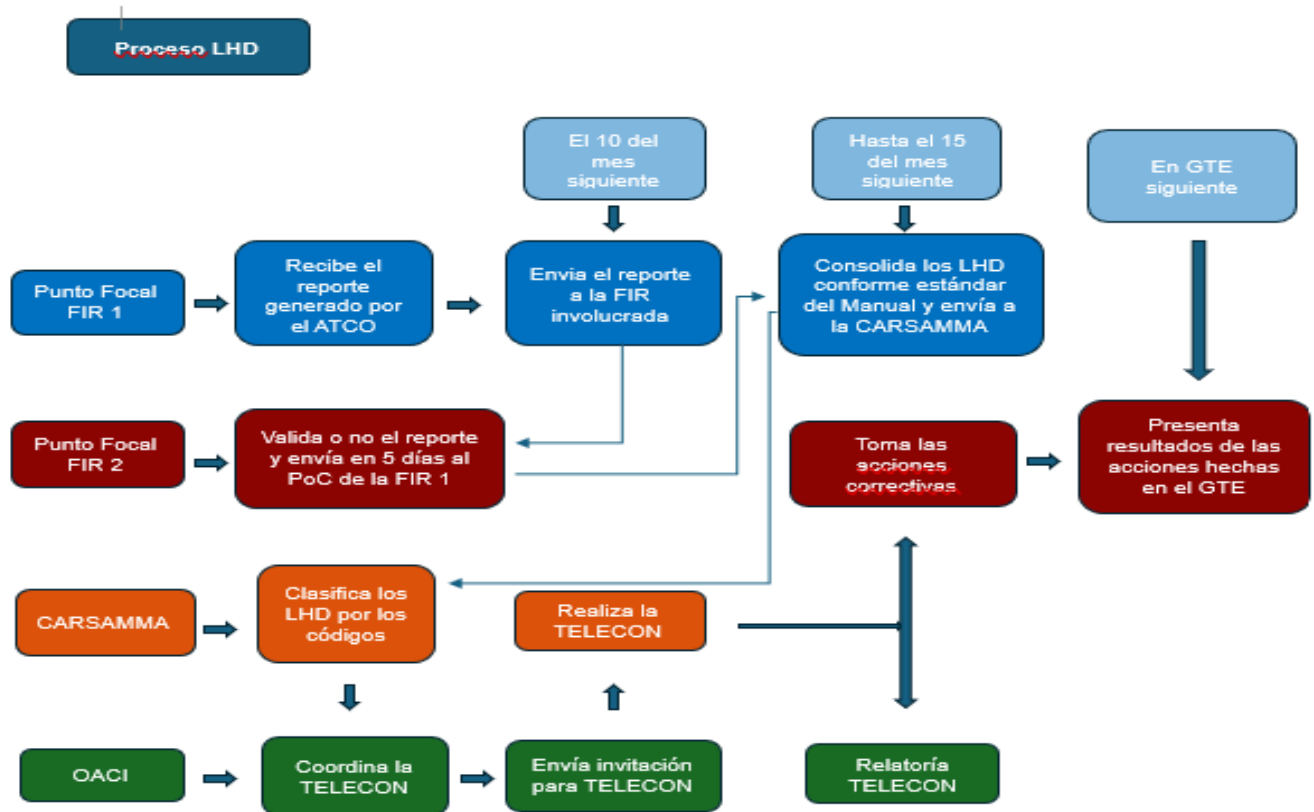 Proceso LHD
El 10 del
mes
siguiente
Hasta el 15
del mes
siguiente
En GTE
siguiente
Punto Focal
FIR 1
Recibe el
reporte
generado por
el ATCO
Envia el reporte
a la FIR
involucrada
Consolida los LHD
conforme estándar
del Manual y envía a
la CARSAMMA
Punto Focal
FIR 2
Valida o no el reporte
y envía en 5 días al
PoC de la FIR 1
Toma las
acciones
correctivas
Presenta
resultados de las
acciones hechas
en el GTE
CARSAMMA
Clasifica los
LHD por los
códigos
Realiza la
TELECON
OACI
Coordina la
TELECON
Envía invitación
para TELECON
Relatoría
TELECON